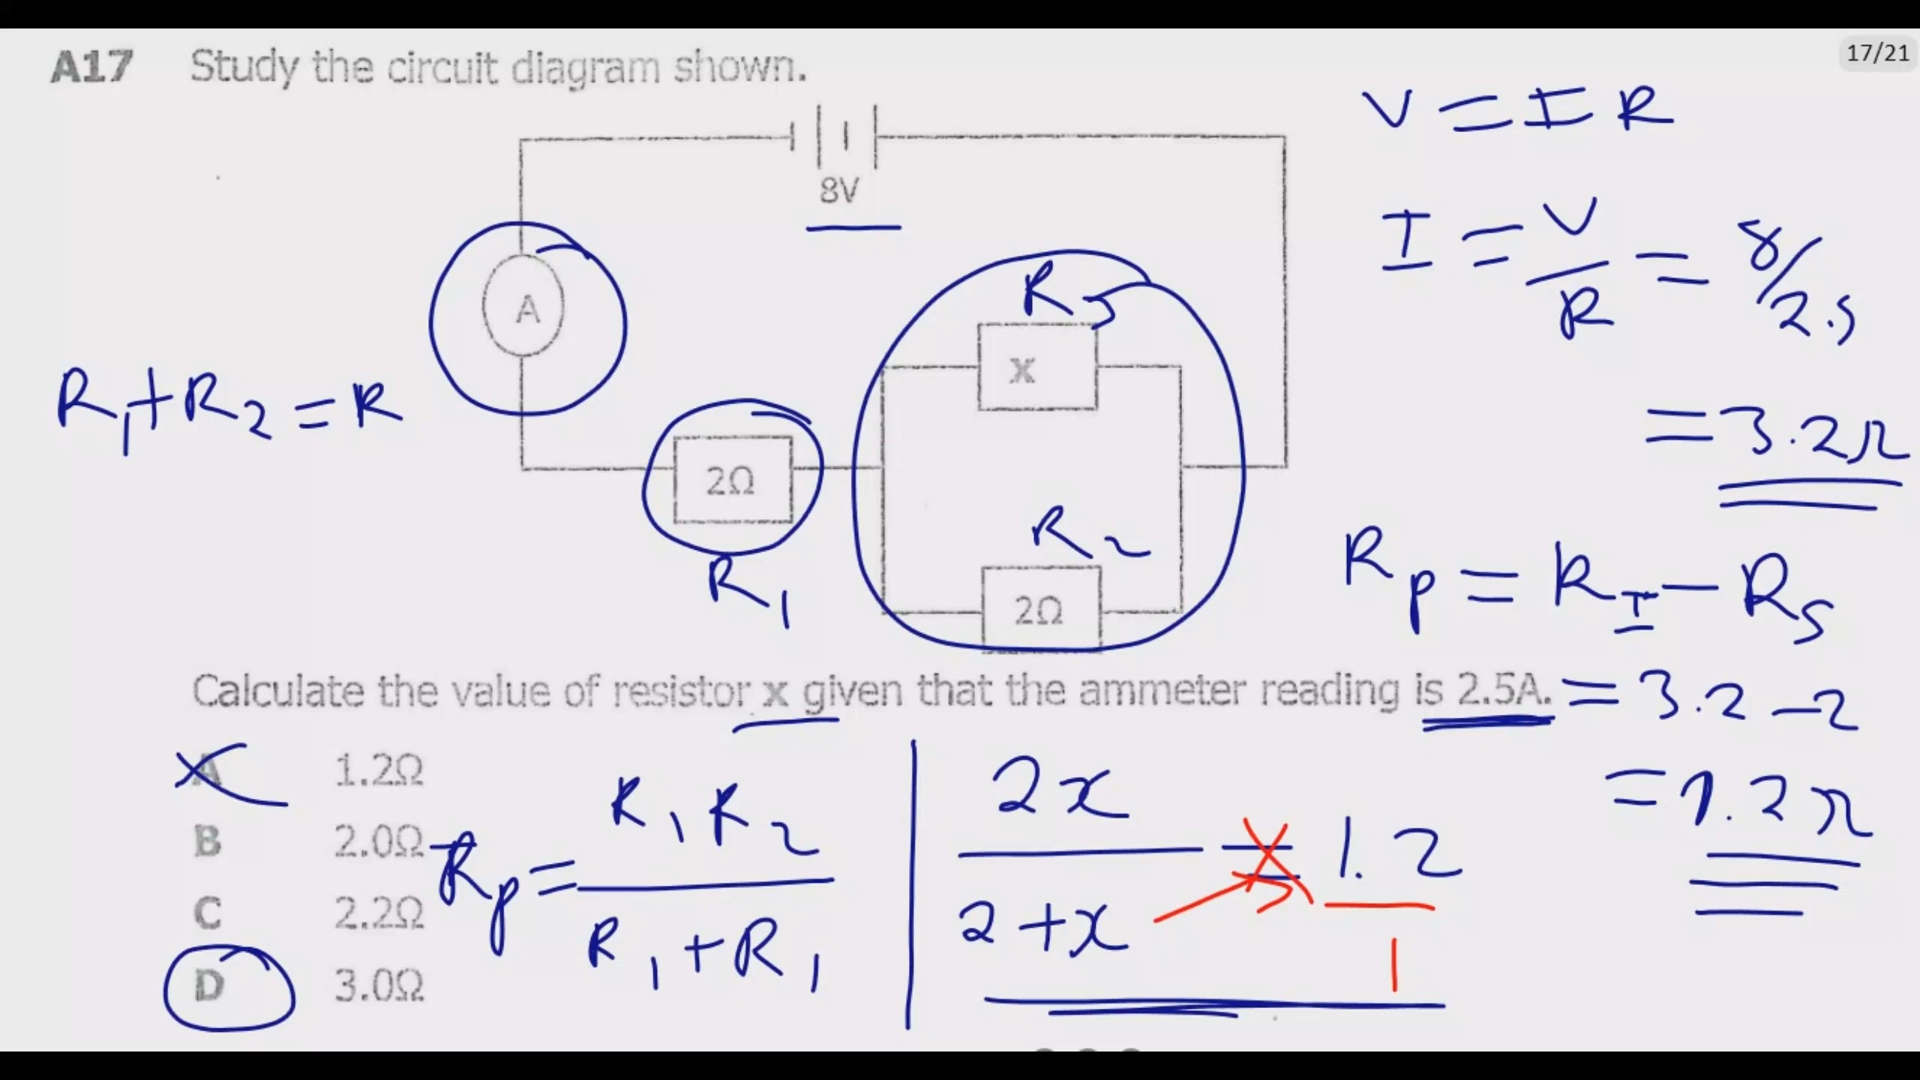 17/21
A17 Study the circuit diagram shown.
8V
A
x
R3
2Ω
R1
R2
2Ω
R1+R2=R
V=IR
I=V/R=8/2.5
=3.2Ω
Rp=RT-Rs
=3.2-2
=1.2Ω
Calculate the value of resistor x given that the ammeter reading is 2.5A.
A 1.2Ω
B 2.0Ω
C 2.2Ω
D 3.0Ω
Rp=
R1R2
R1+R1
2x
2+x
=
1.2
1